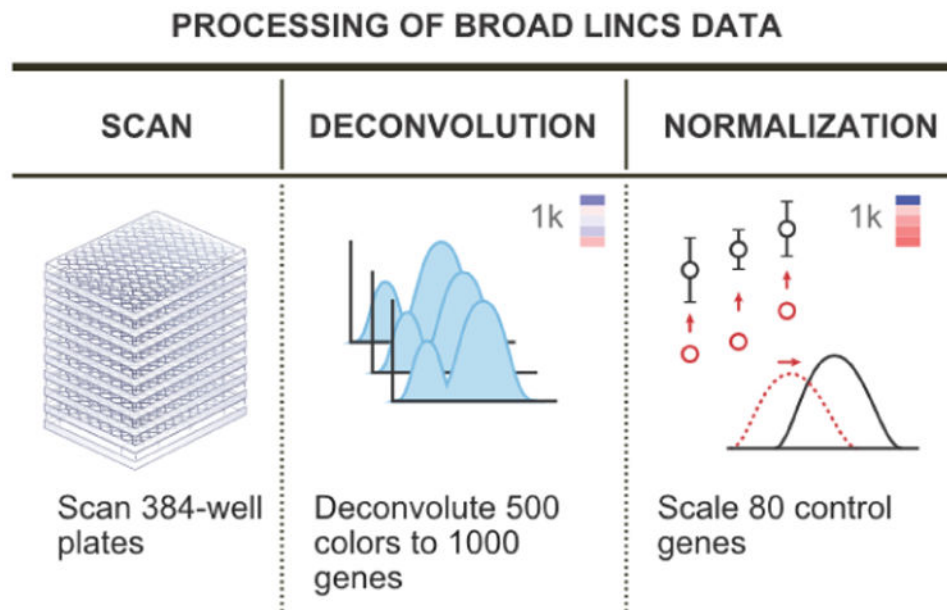 PROCESSING OF BROAD LINCS DATA
SCAN
DECONVOLUTION
NORMALIZATION
1k
1k
Scan 384-well
plates
Deconvolute 500
colors to 1000
genes
Scale 80 control
genes